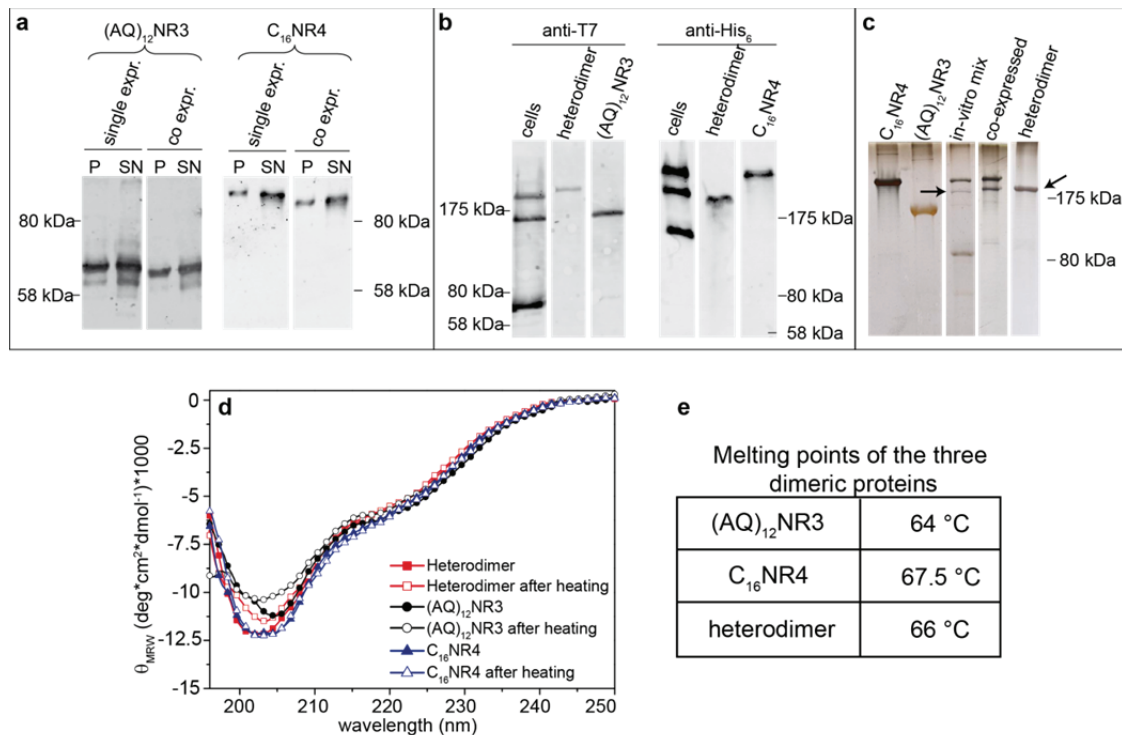 a
(AQ)₁₂NR3
C₁₆NR4
single expr.
co expr.
single expr.
co expr.
P SN P SN
P SN P SN
80 kDa
58 kDa
80 kDa
58 kDa
b
anti-T7
anti-His₆
cells
heterodimer
(AQ)₁₂NR3
cells
heterodimer
C₁₆NR4
175 kDa
80 kDa
58 kDa
175 kDa
80 kDa
58 kDa
c
C₁₆NR4
(AQ)₁₂NR3
in-vitro mix
co-expressed
heterodimer
175 kDa
80 kDa
d
θMRW (deg*cm²*dmol⁻¹)*1000
0
-2.5
-5
-7.5
-10
-12.5
-15
Heterodimer
Heterodimer after heating
(AQ)₁₂NR3
(AQ)₁₂NR3 after heating
C₁₆NR4
C₁₆NR4 after heating
200 210 220 230 240 250
wavelength (nm)
e
Melting points of the three
dimeric proteins
(AQ)₁₂NR3 64 °C
C₁₆NR4 67.5 °C
heterodimer 66 °C